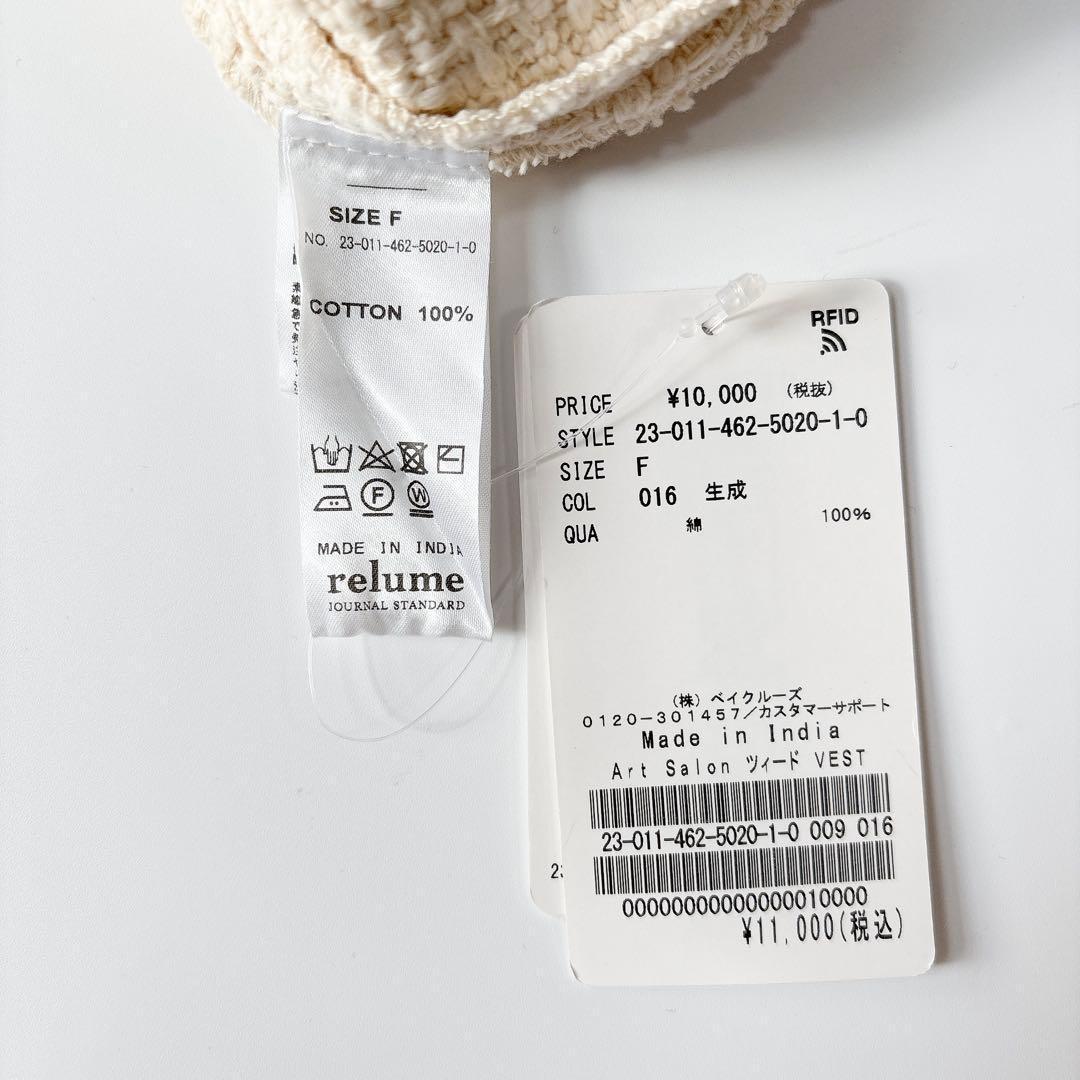 SIZE F
NO. 23-011-462-5020-1-0
COTTON 100%
F
W
MADE IN INDIA
relume
JOURNAL STANDARD
RFID
PRICE ¥10,000 (税抜)
STYLE 23-011-462-5020-1-0
SIZE F
COL 016 生成
QUA 綿 100%
(株) ベイクルーズ
0120-301457/カスタマーサポート
Made in India
Art Salon ツィード VEST
23-011-462-5020-1-0 009 016
00000000000000010000
¥11,000(税込)
23